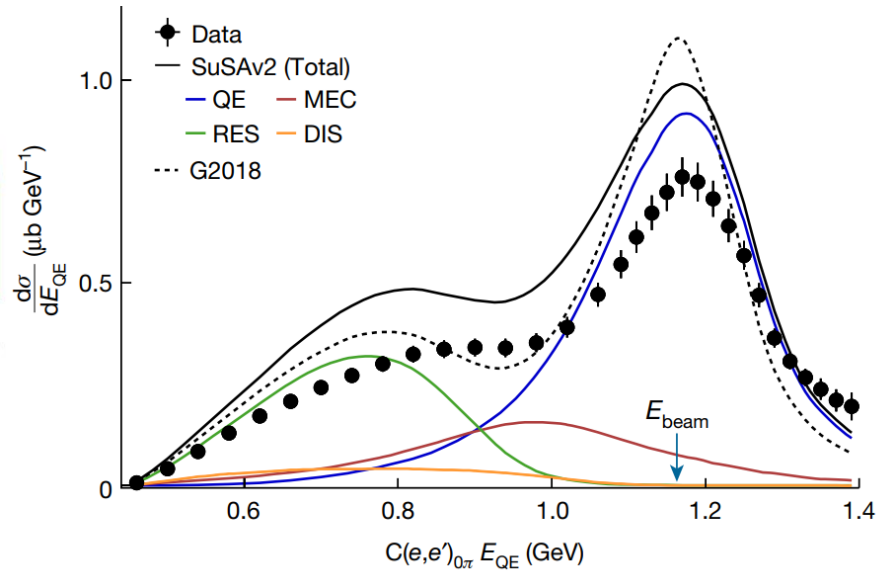 Data
SuSAv2 (Total)
QE MEC
RES DIS
G2018
1.0
0.5
0
dσ
dE_QE
(μb GeV⁻¹)
E_beam
0.6 0.8 1.0 1.2 1.4
C(e,e′)₀π E_QE (GeV)